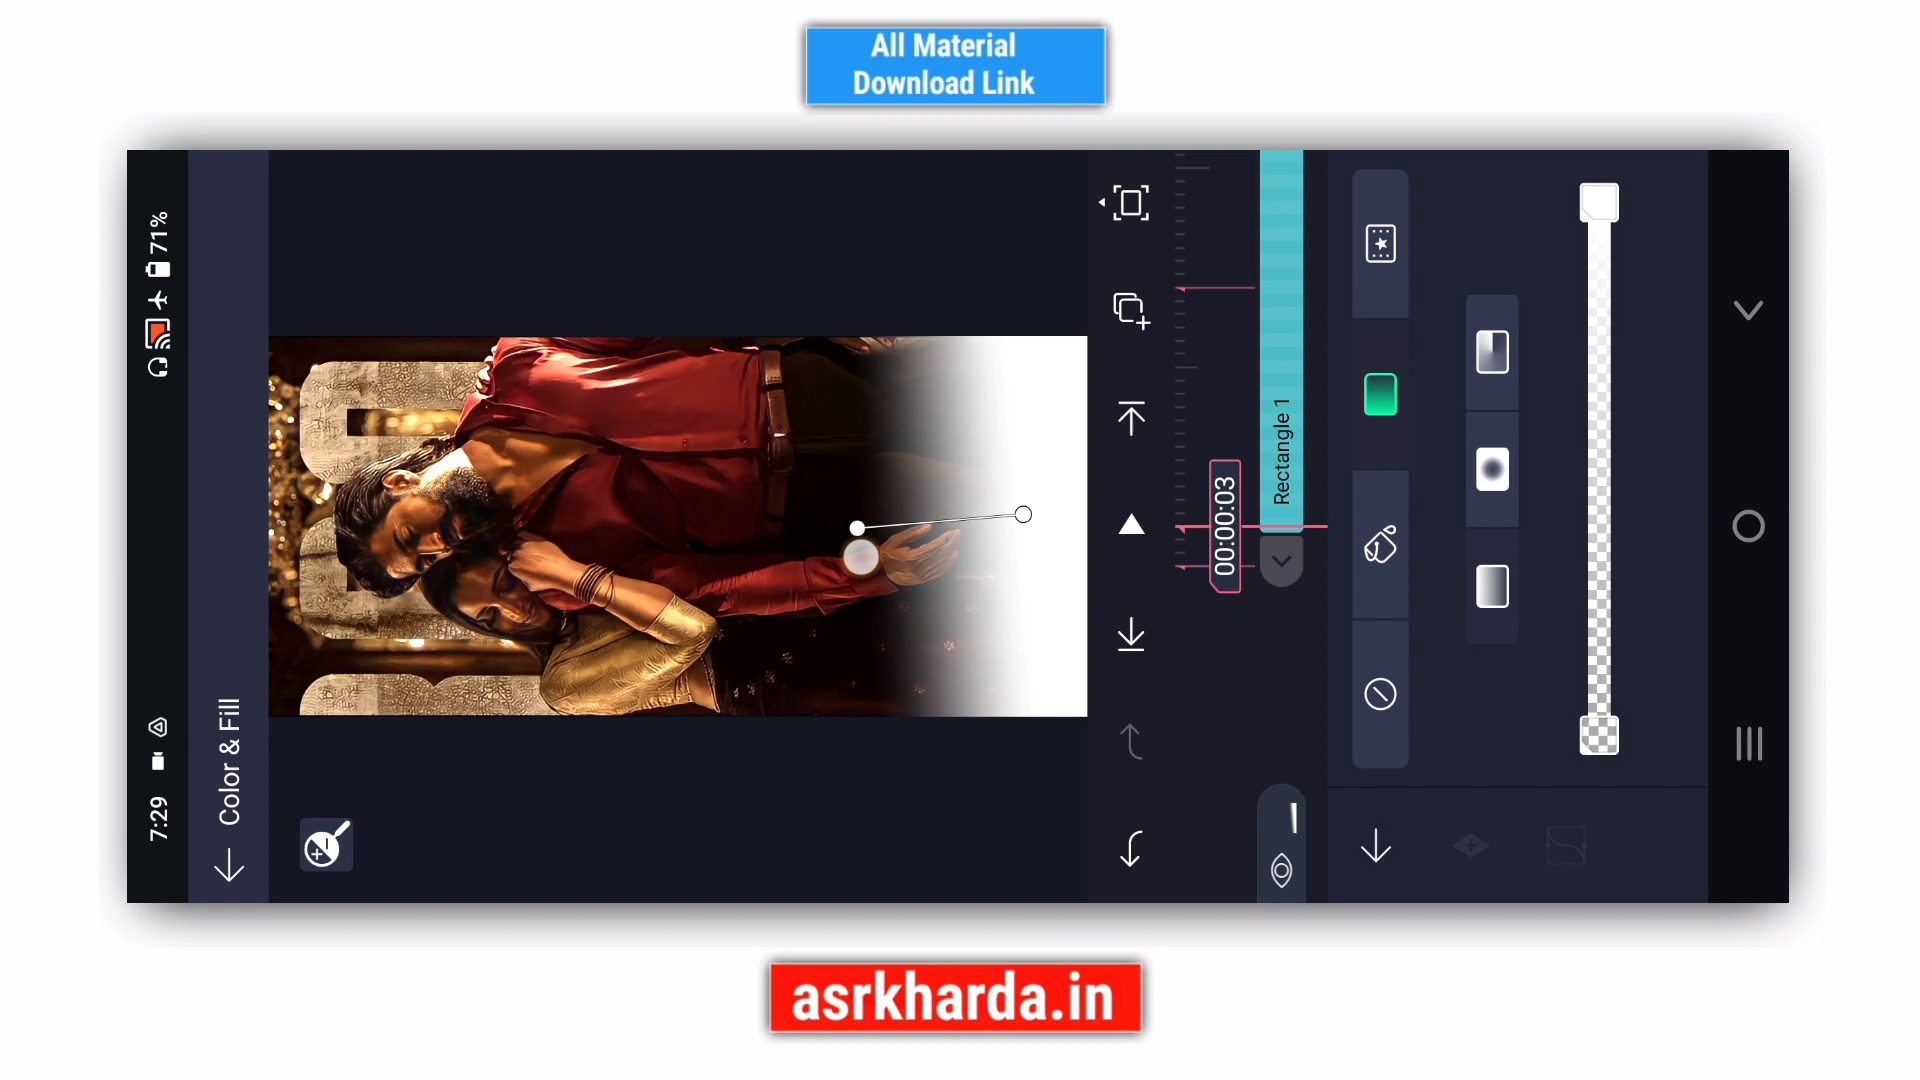 All Material
Download Link
7:29
71%
Color & Fill
00:00:03
Rectangle 1
asrkharda.in